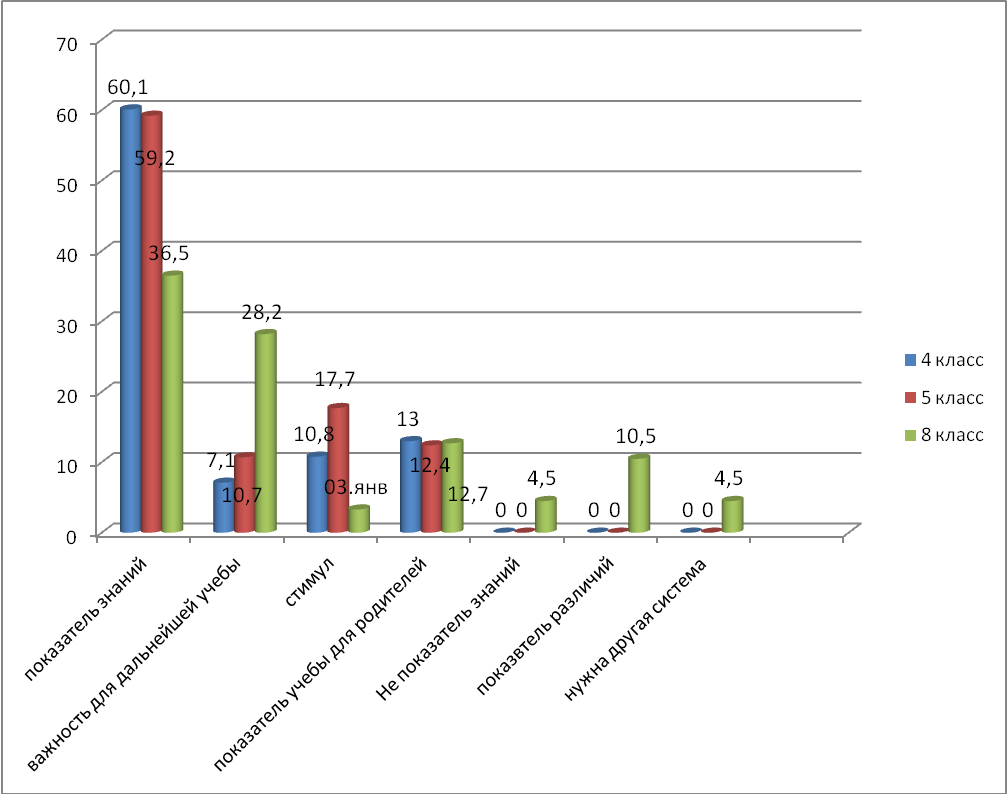 70
60
50
40
30
20
10
0
60,1
59,2
36,5
7,1
10,7
28,2
10,8
17,7
03.янв
13
12,4
12,7
0
0
4,5
0
0
10,5
0
0
4,5
показатель знаний
важность для дальнейшей учебы
стимул
показатель учебы для родителей
Не показатель знаний
показвтель различий
нужна другая система
4 класс
5 класс
8 класс